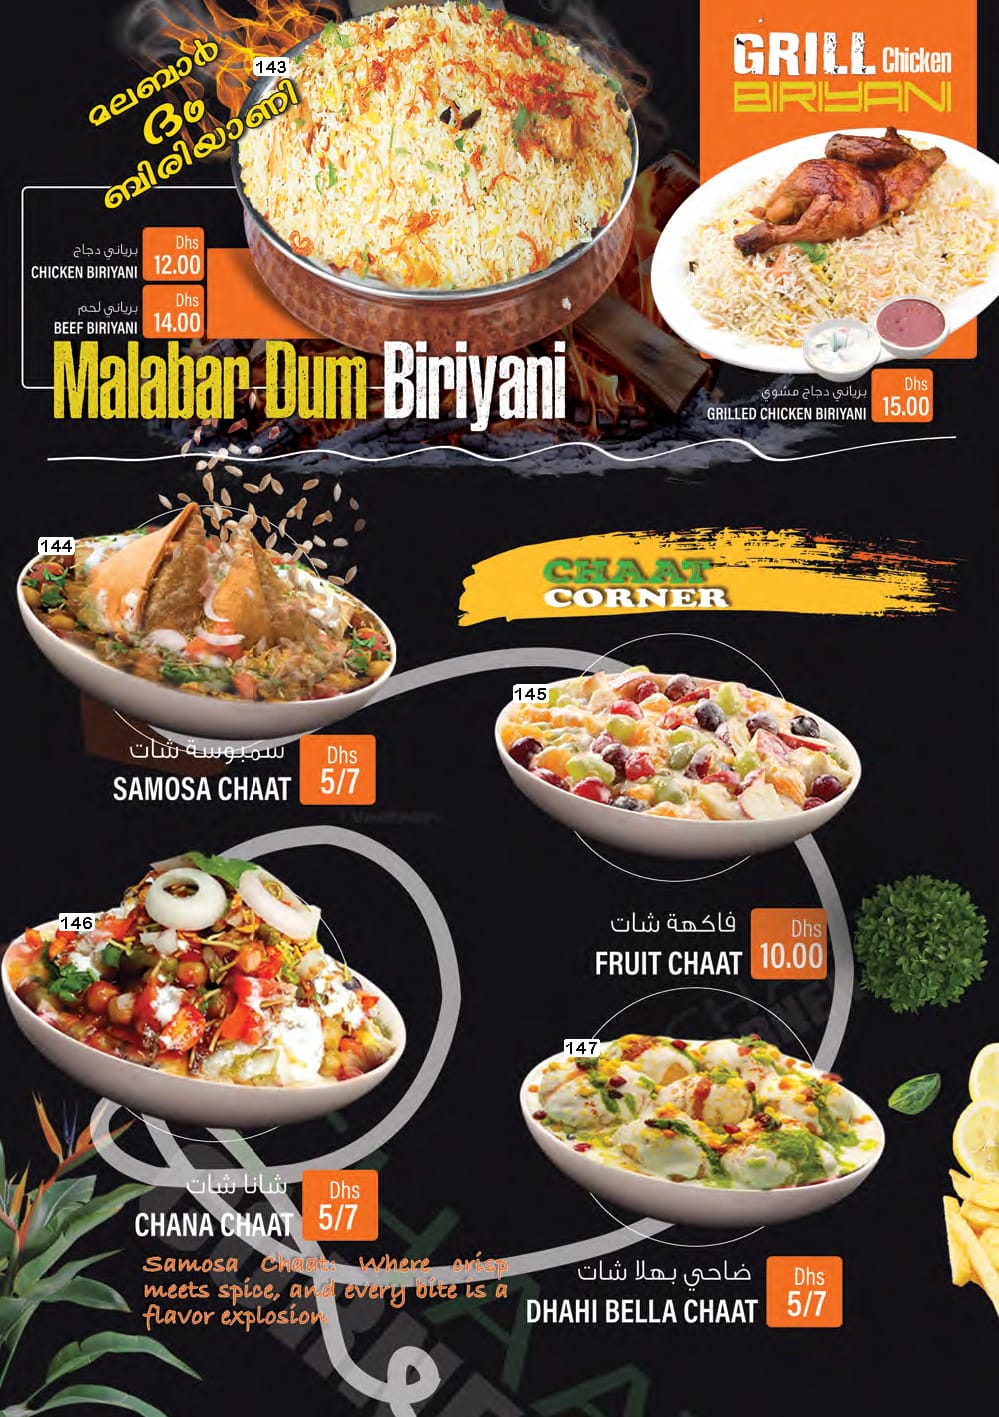 143
മലബാർ
ദം
ബിരിയാണി
GRILL Chicken
BIRIYANI
برياني دجاج
CHICKEN BIRIYANI
Dhs
12.00
برياني لحم
BEEF BIRIYANI
Dhs
14.00
Malabar Dum Biriyani
برياني دجاج مشوي
GRILLED CHICKEN BIRIYANI
Dhs
15.00
144
CHAAT
CORNER
145
سمبوسة شات
SAMOSA CHAAT
Dhs
5/7
146
فاكهة شات
FRUIT CHAAT
Dhs
10.00
147
شانا شات
CHANA CHAAT
Dhs
5/7
Samosa Chaat: Where crisp
meets spice, and every bite is a
flavor explosion
ضاحي بهلا شات
DHAHI BELLA CHAAT
Dhs
5/7